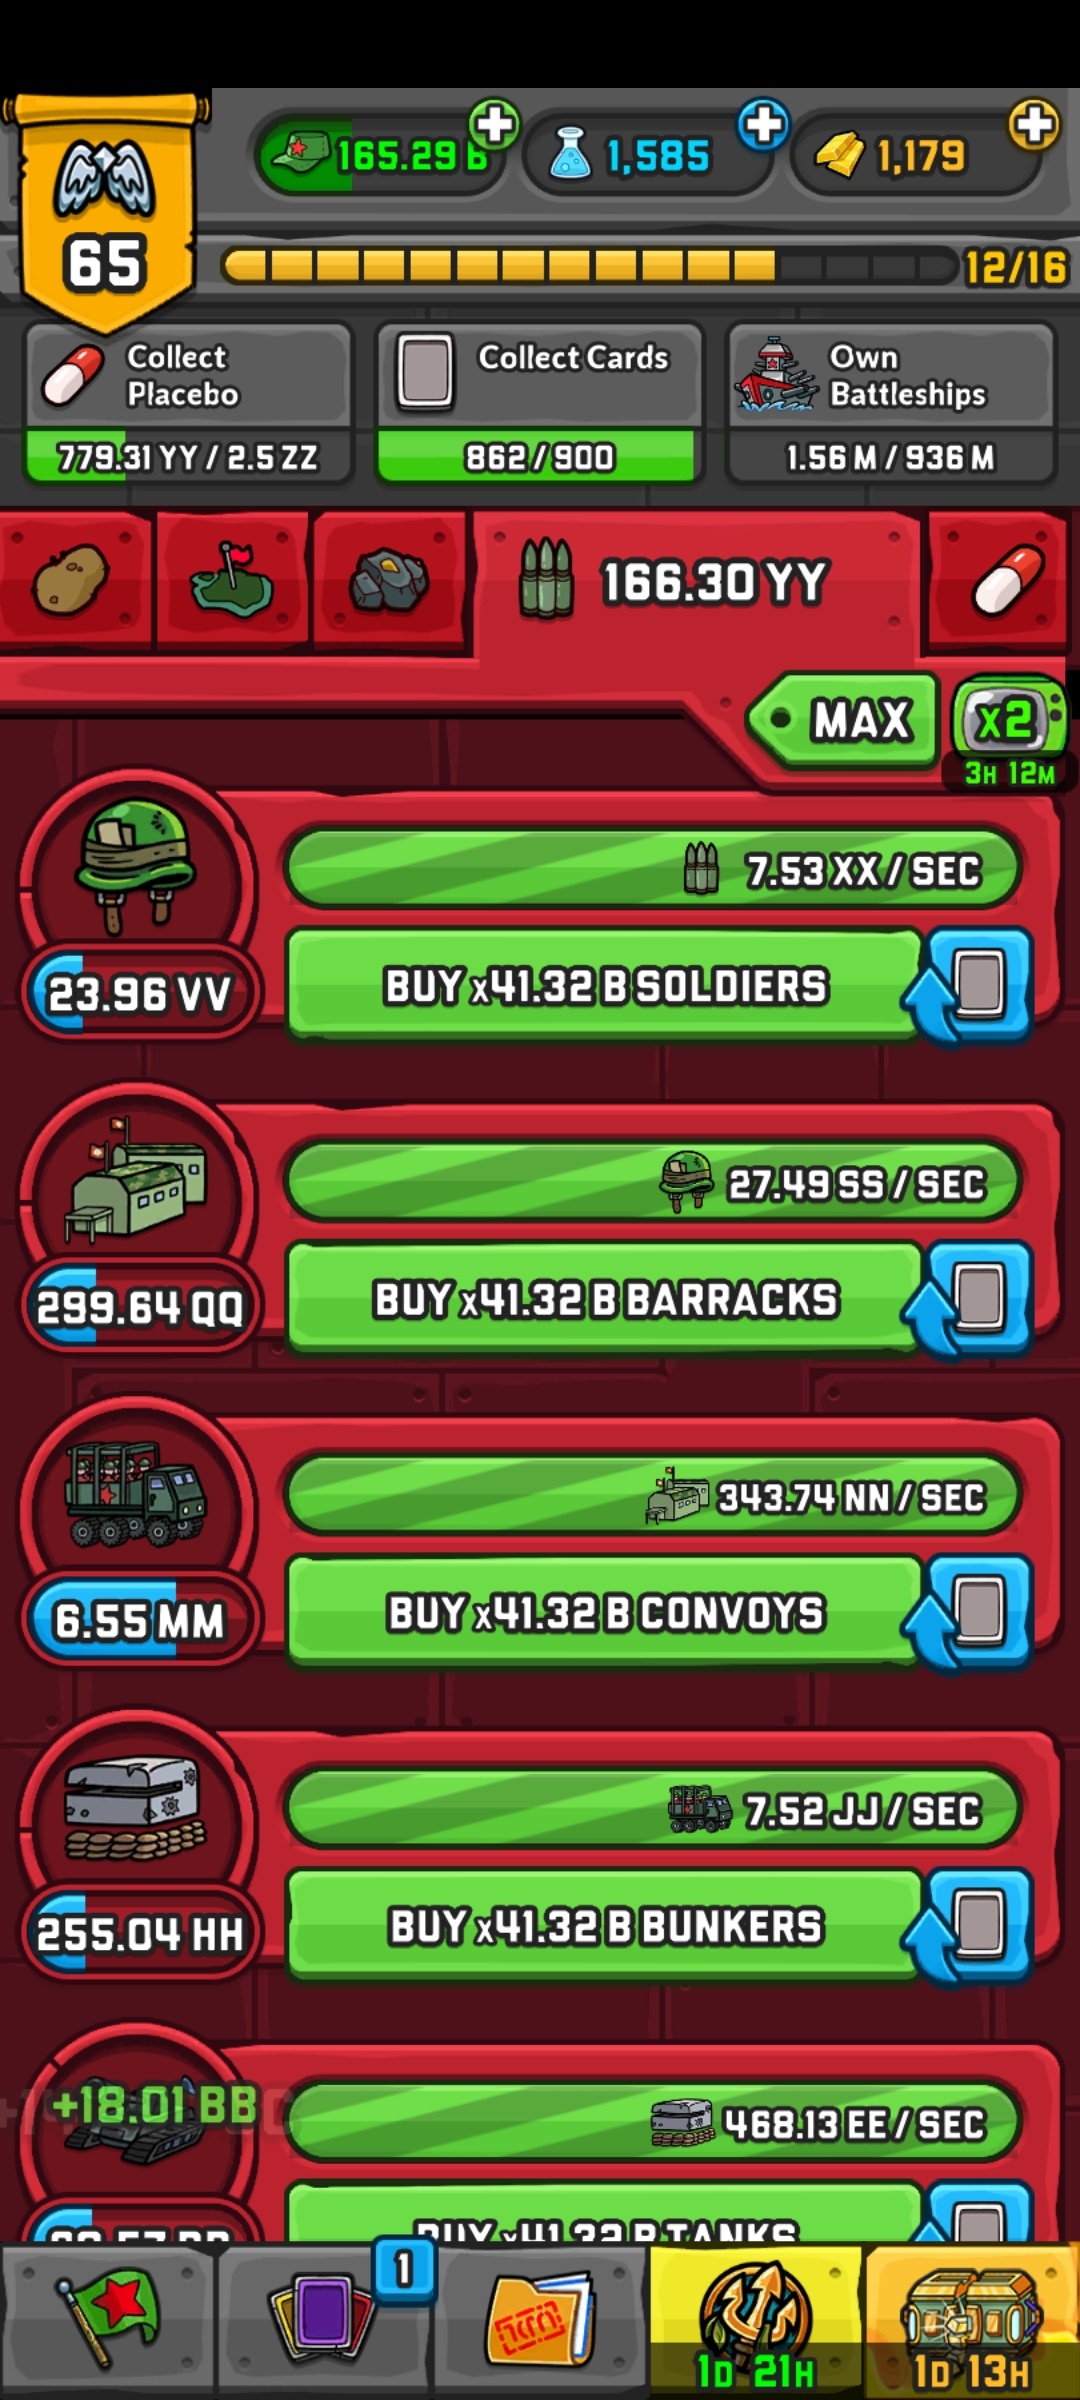 165.29 B
1,585
1,179
65
12/16
Collect
Placebo
779.31 YY / 2.5 ZZ
Collect Cards
862/900
Own
Battleships
1.56 M / 936 M
166.30 YY
MAX
x2
3H 12M
7.53 XX / SEC
23.96 VV
BUY x41.32 B SOLDIERS
27.49 SS / SEC
299.64 QQ
BUY x41.32 B BARRACKS
343.74 NN / SEC
6.55 MM
BUY x41.32 B CONVOYS
7.52 JJ / SEC
255.04 HH
BUY x41.32 B BUNKERS
+18.01 BB
468.13 EE / SEC
BUY x41.32 B TANKS
1
1D 21H
1D 13H